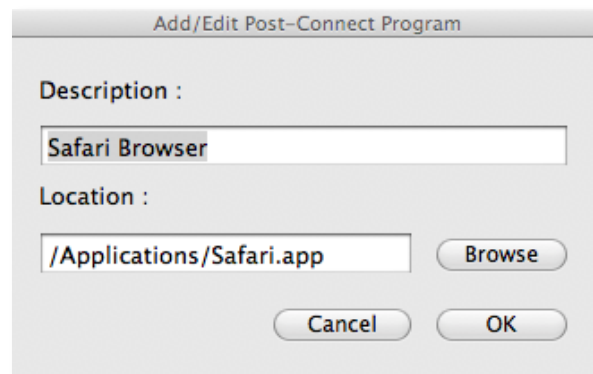 Add/Edit Post-Connect Program
Description :
Safari Browser
Location :
/Applications/Safari.app
Browse
Cancel
OK